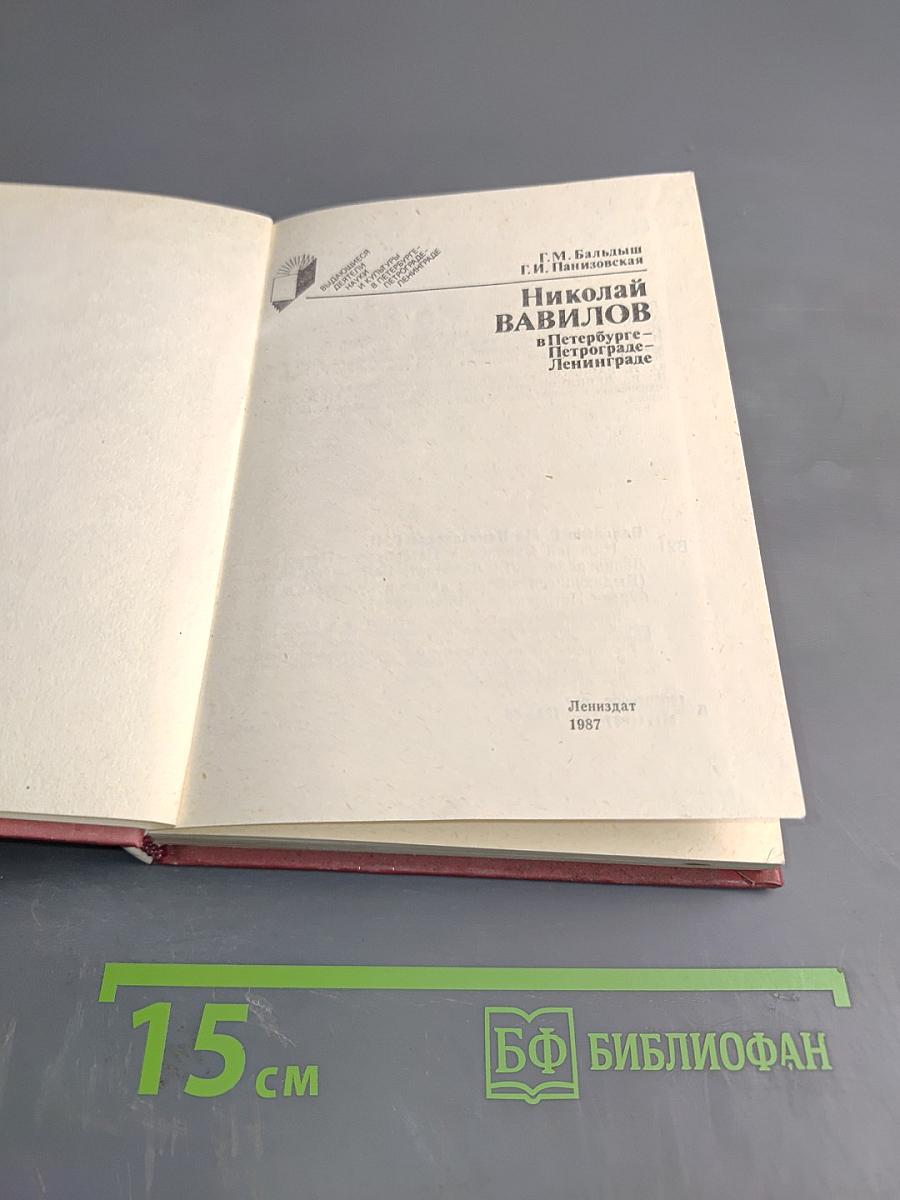 ВЫДАЮЩИЕСЯ
ДЕЯТЕЛИ
НАУКИ
И КУЛЬТУРЫ
В ПЕТЕРБУРГЕ–
ПЕТРОГРАДЕ–
ЛЕНИНГРАДЕ
Г. М. Бальдыш
Г. И. Панизовская
Николай
ВАВИЛОВ
в Петербурге–
Петрограде–
Ленинграде
Лениздат
1987
15 см
БФ БИБЛИОФАН